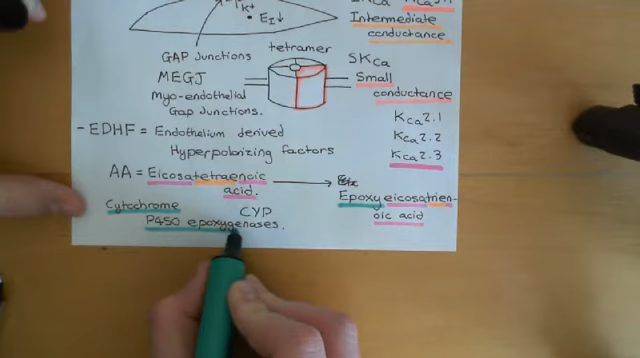 K⁺
E_I↓
Intermediate
conductance
GAP Junctions
tetramer
SKCa
MEGJ
Small
Myo-endothelial
conductance
Gap Junctions.
KCa2.1
- EDHF = Endothelium derived
KCa2.2
Hyperpolarizing factors
KCa2.3
AA = Eicosatetraenoic
acid.
Epoxyeicosatrien-
oic acid
Cytochrome
CYP
P450 epoxygenases.